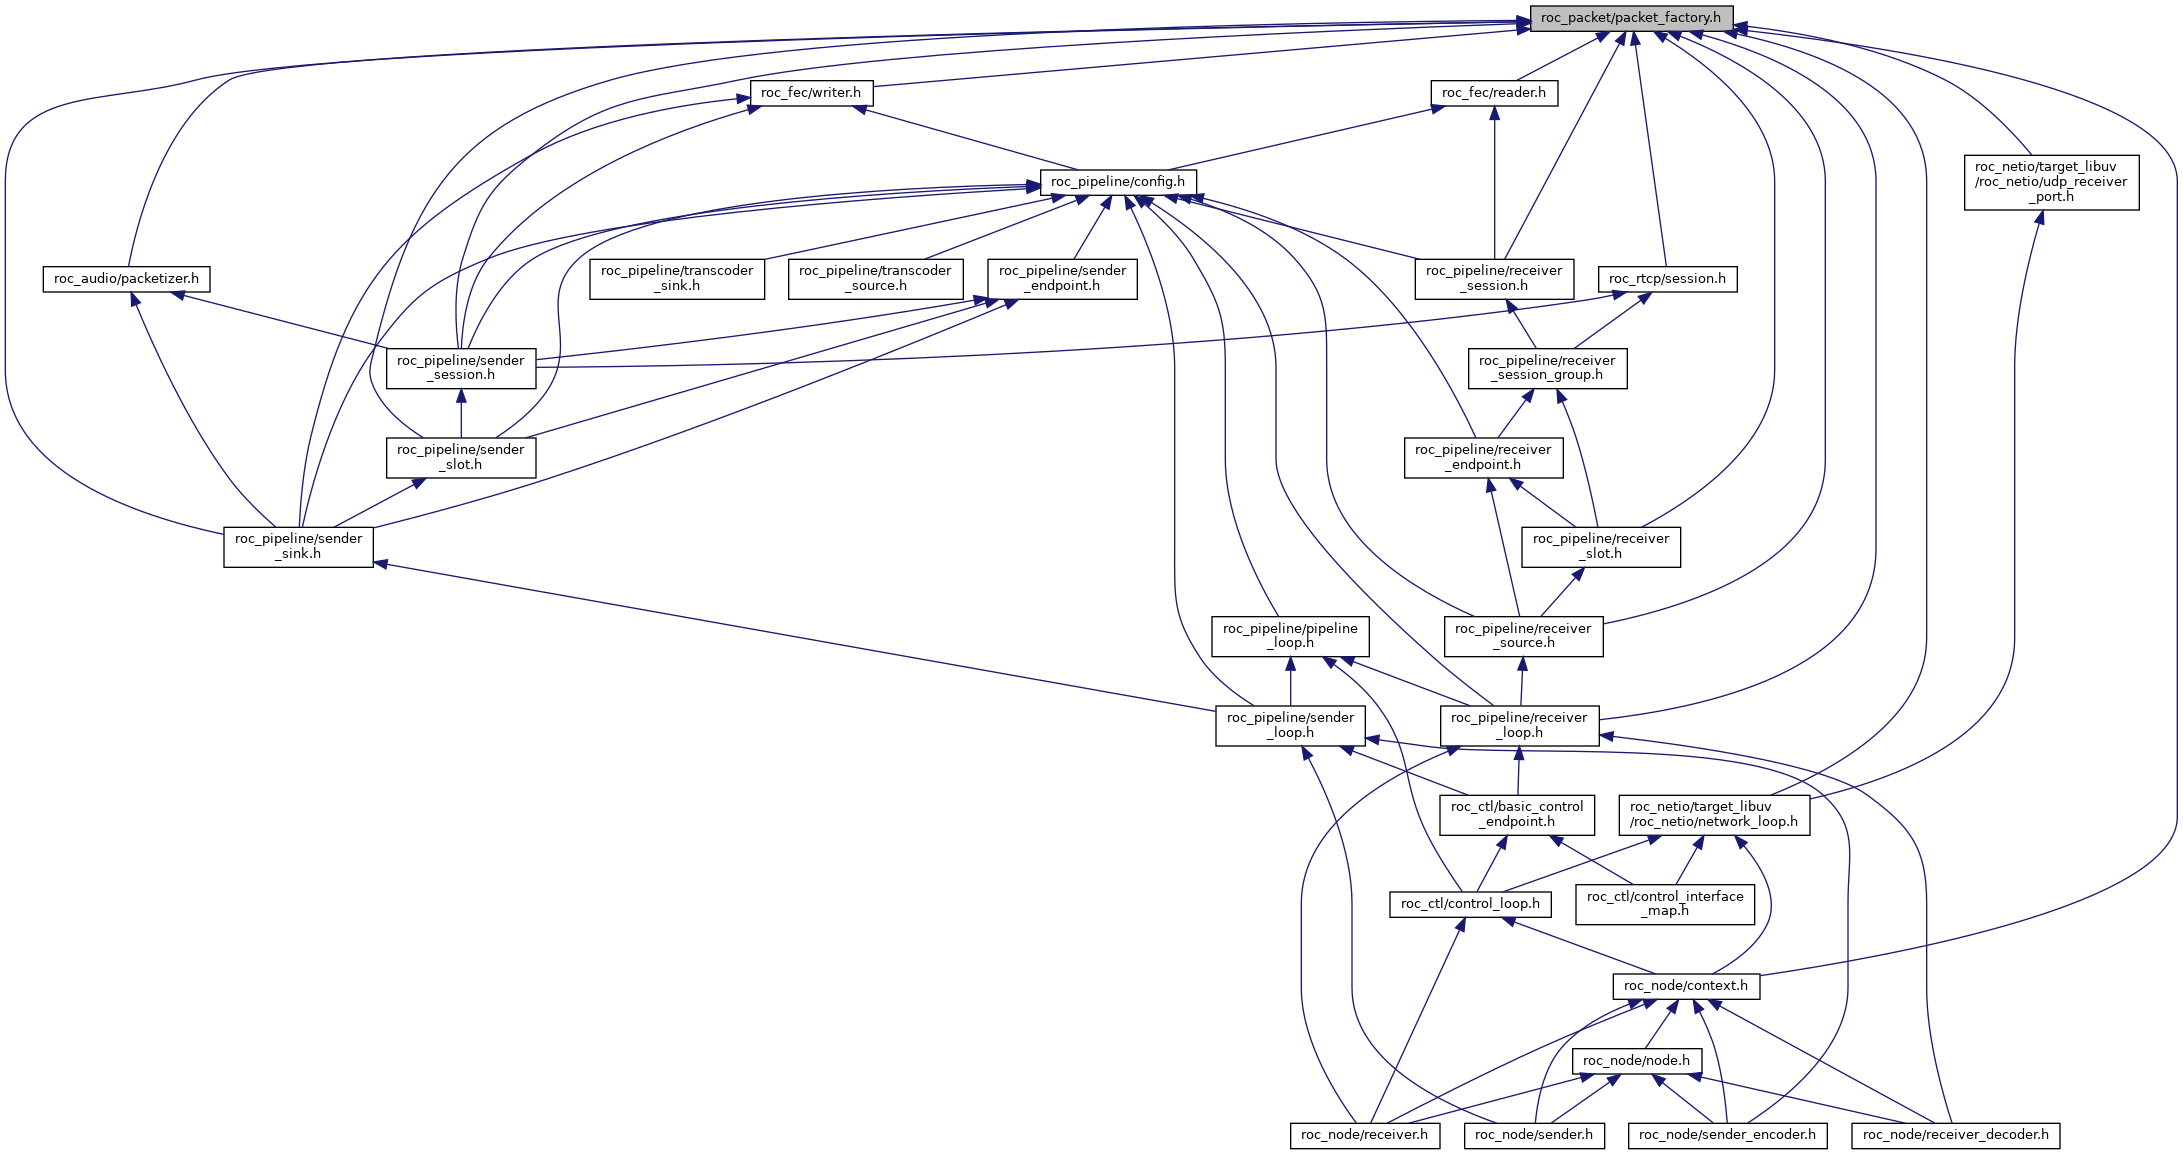 roc_packet/packet_factory.h
roc_fec/writer.h
roc_fec/reader.h
roc_netio/target_libuv
/roc_netio/udp_receiver
_port.h
roc_pipeline/config.h
roc_audio/packetizer.h
roc_pipeline/transcoder
_sink.h
roc_pipeline/transcoder
_source.h
roc_pipeline/sender
_endpoint.h
roc_pipeline/receiver
_session.h
roc_rtcp/session.h
roc_pipeline/sender
_session.h
roc_pipeline/receiver
_session_group.h
roc_pipeline/sender
_slot.h
roc_pipeline/receiver
_endpoint.h
roc_pipeline/sender
_sink.h
roc_pipeline/receiver
_slot.h
roc_pipeline/pipeline
_loop.h
roc_pipeline/receiver
_source.h
roc_pipeline/sender
_loop.h
roc_pipeline/receiver
_loop.h
roc_ctl/basic_control
_endpoint.h
roc_netio/target_libuv
/roc_netio/network_loop.h
roc_ctl/control_loop.h
roc_ctl/control_interface
_map.h
roc_node/context.h
roc_node/node.h
roc_node/receiver.h
roc_node/sender.h
roc_node/sender_encoder.h
roc_node/receiver_decoder.h